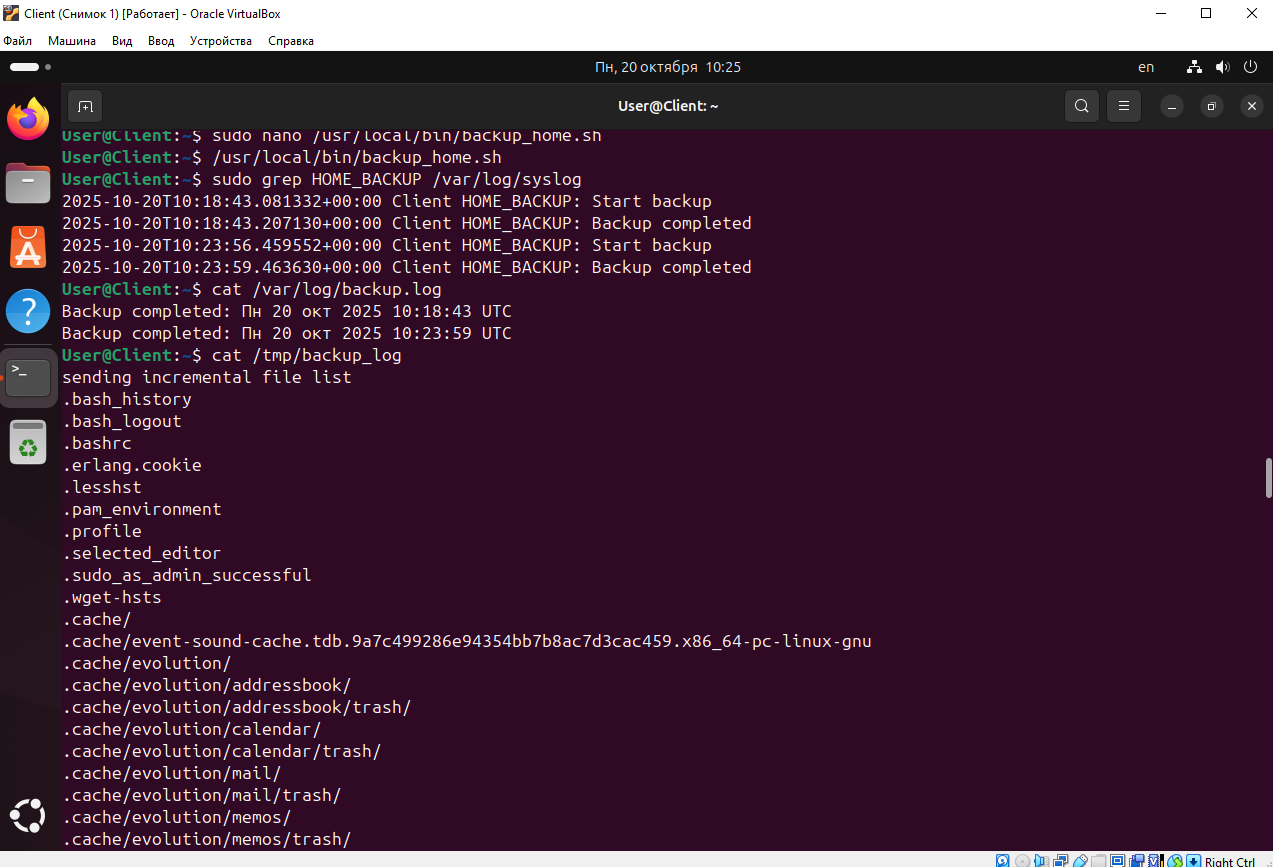 Client (Снимок 1) [Работает] - Oracle VirtualBox
Файл Машина Вид Ввод Устройства Справка
Пн, 20 октября 10:25 en
User@Client: ~
User@Client:~$ sudo nano /usr/local/bin/backup_home.sh
User@Client:~$ /usr/local/bin/backup_home.sh
User@Client:~$ sudo grep HOME_BACKUP /var/log/syslog
2025-10-20T10:18:43.081332+00:00 Client HOME_BACKUP: Start backup
2025-10-20T10:18:43.207130+00:00 Client HOME_BACKUP: Backup completed
2025-10-20T10:23:56.459552+00:00 Client HOME_BACKUP: Start backup
2025-10-20T10:23:59.463630+00:00 Client HOME_BACKUP: Backup completed
User@Client:~$ cat /var/log/backup.log
Backup completed: Пн 20 окт 2025 10:18:43 UTC
Backup completed: Пн 20 окт 2025 10:23:59 UTC
User@Client:~$ cat /tmp/backup_log
sending incremental file list
.bash_history
.bash_logout
.bashrc
.erlang.cookie
.lesshst
.pam_environment
.profile
.selected_editor
.sudo_as_admin_successful
.wget-hsts
.cache/
.cache/event-sound-cache.tdb.9a7c499286e94354bb7b8ac7d3cac459.x86_64-pc-linux-gnu
.cache/evolution/
.cache/evolution/addressbook/
.cache/evolution/addressbook/trash/
.cache/evolution/calendar/
.cache/evolution/calendar/trash/
.cache/evolution/mail/
.cache/evolution/mail/trash/
.cache/evolution/memos/
.cache/evolution/memos/trash/
Right Ctrl